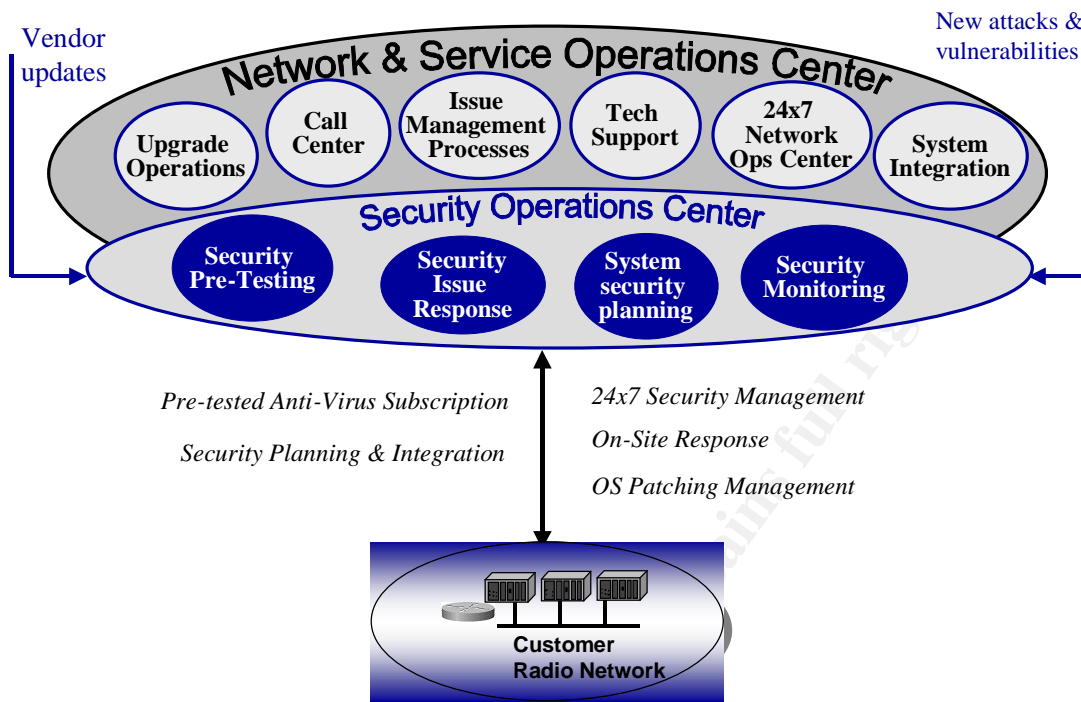 Vendor
updates
New attacks &
vulnerabilities
Network & Service Operations Center
Upgrade
Operations
Call
Center
Issue
Management
Processes
Tech
Support
24x7
Network
Ops Center
System
Integration
Security Operations Center
Security
Pre-Testing
Security
Issue
Response
System
security
planning
Security
Monitoring
Pre-tested Anti-Virus Subscription
Security Planning & Integration
24x7 Security Management
On-Site Response
OS Patching Management
full
Customer
Radio Network